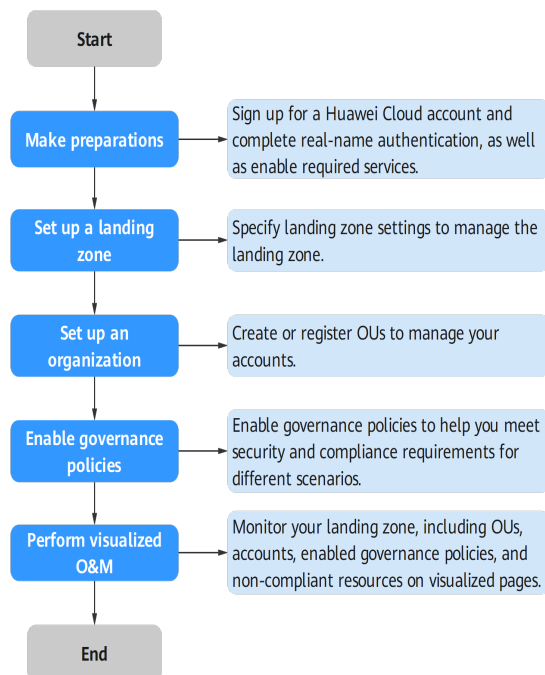 Start
Make preparations
Sign up for a Huawei Cloud account and
complete real-name authentication, as well
as enable required services.
Set up a landing
zone
Specify landing zone settings to manage the
landing zone.
Set up an
organization
Create or register OUs to manage your
accounts.
Enable governance
policies
Enable governance policies to help you meet
security and compliance requirements for
different scenarios.
Perform visualized
O&M
Monitor your landing zone, including OUs,
accounts, enabled governance policies, and
non-compliant resources on visualized pages.
End